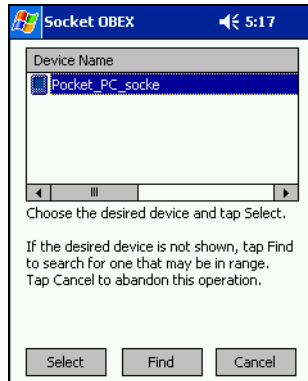 Socket OBEX 5:17
Device Name
Pocket_PC_socke
Choose the desired device and tap Select.
If the desired device is not shown, tap Find
to search for one that may be in range.
Tap Cancel to abandon this operation.
Select Find Cancel